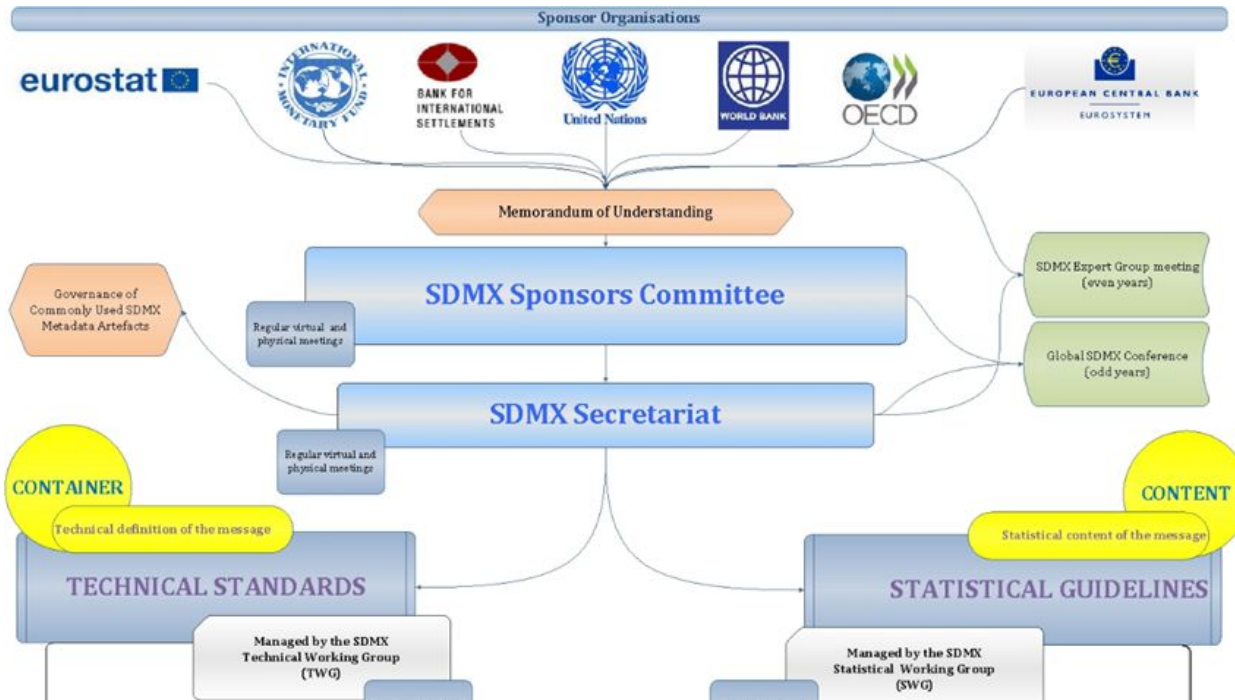 Sponsor Organisations
eurostat
INTERNATIONAL MONETARY FUND
BANK FOR
INTERNATIONAL
SETTLEMENTS
United Nations
WORLD BANK
OECD
EUROPEAN CENTRAL BANK
EUROSYSTEM
Memorandum of Understanding
SDMX Sponsors Committee
Regular virtual and
physical meetings
SDMX Expert Group meeting
(even years)
Governance of
Commonly Used SDMX
Metadata Artefacts
Global SDMX Conference
(odd years)
SDMX Secretariat
Regular virtual and
physical meetings
CONTAINER
Technical definition of the message
TECHNICAL STANDARDS
Managed by the SDMX
Technical Working Group
(TWG)
CONTENT
Statistical content of the message
STATISTICAL GUIDELINES
Managed by the SDMX
Statistical Working Group
(SWG)